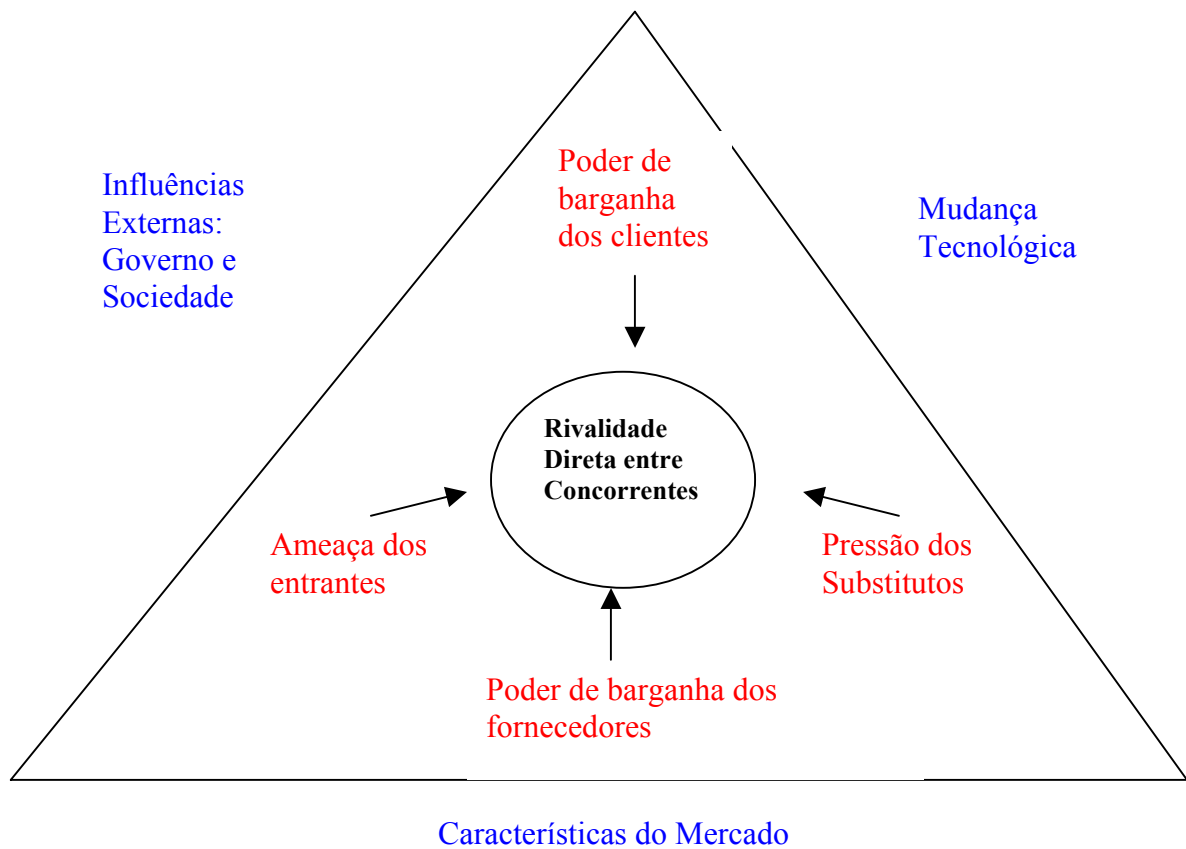 Poder de
barganha
dos clientes
Influências
Externas:
Governo e
Sociedade
Mudança
Tecnológica
Rivalidade
Direta entre
Concorrentes
Ameaça dos
entrantes
Pressão dos
Substitutos
Poder de barganha dos
fornecedores
Características do Mercado